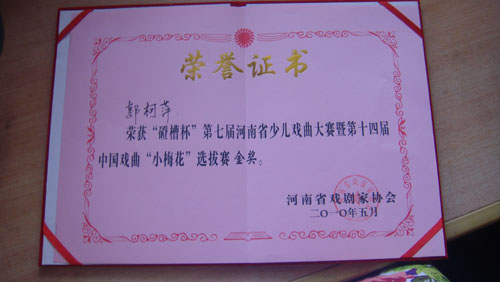 荣誉证书
郭柯萍
荣获“碒槽杯”第七届河南省少儿戏曲大赛暨第十四届
中国戏曲“小梅花”选拔赛 金奖。
河南省戏剧家协会
二〇一〇年五月